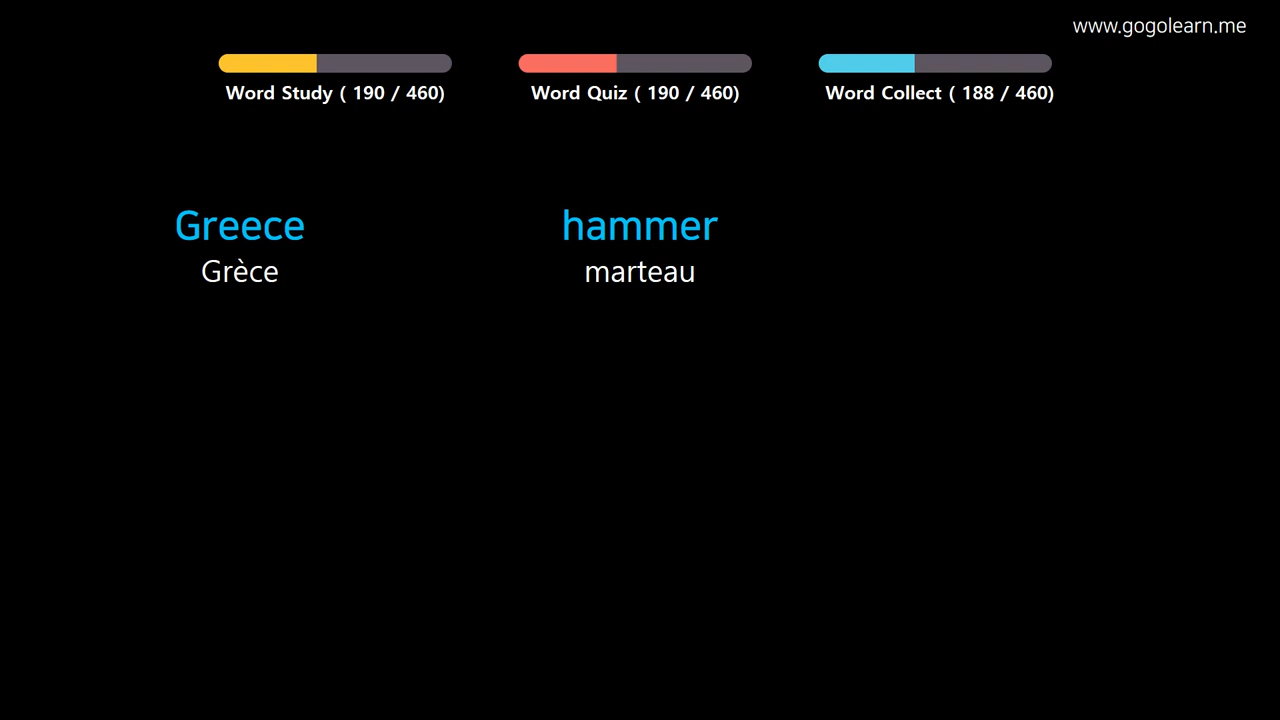 www.gogolearn.me
Word Study ( 190 / 460)
Word Quiz ( 190 / 460)
Word Collect ( 188 / 460)
Greece
Grèce
hammer
marteau